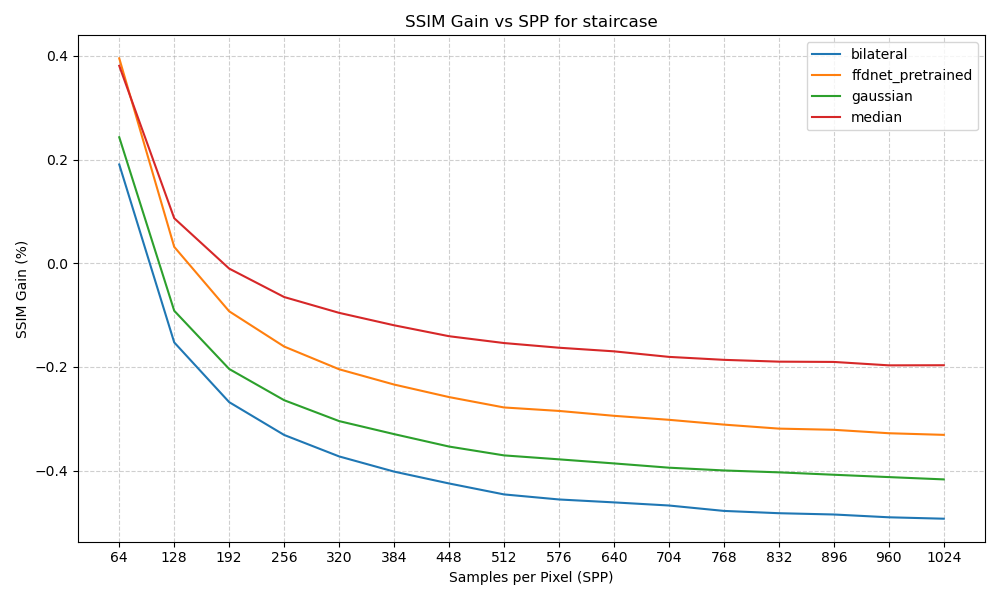 SSIM Gain vs SPP for staircase
bilateral
ffdnet_pretrained
gaussian
median
SSIM Gain (%)
0.4
0.2
0.0
−0.2
−0.4
64 128 192 256 320 384 448 512 576 640 704 768 832 896 960 1024
Samples per Pixel (SPP)